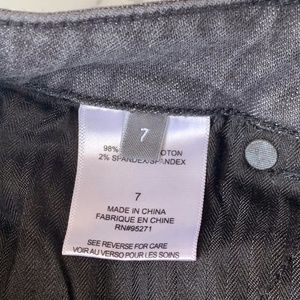 7
98% OTON
2% SPANDEX/SPANDEX
7
MADE IN CHINA
FABRIQUE EN CHINE
RN#95271
SEE REVERSE FOR CARE
VOIR AU VERSO POUR LES SOINS